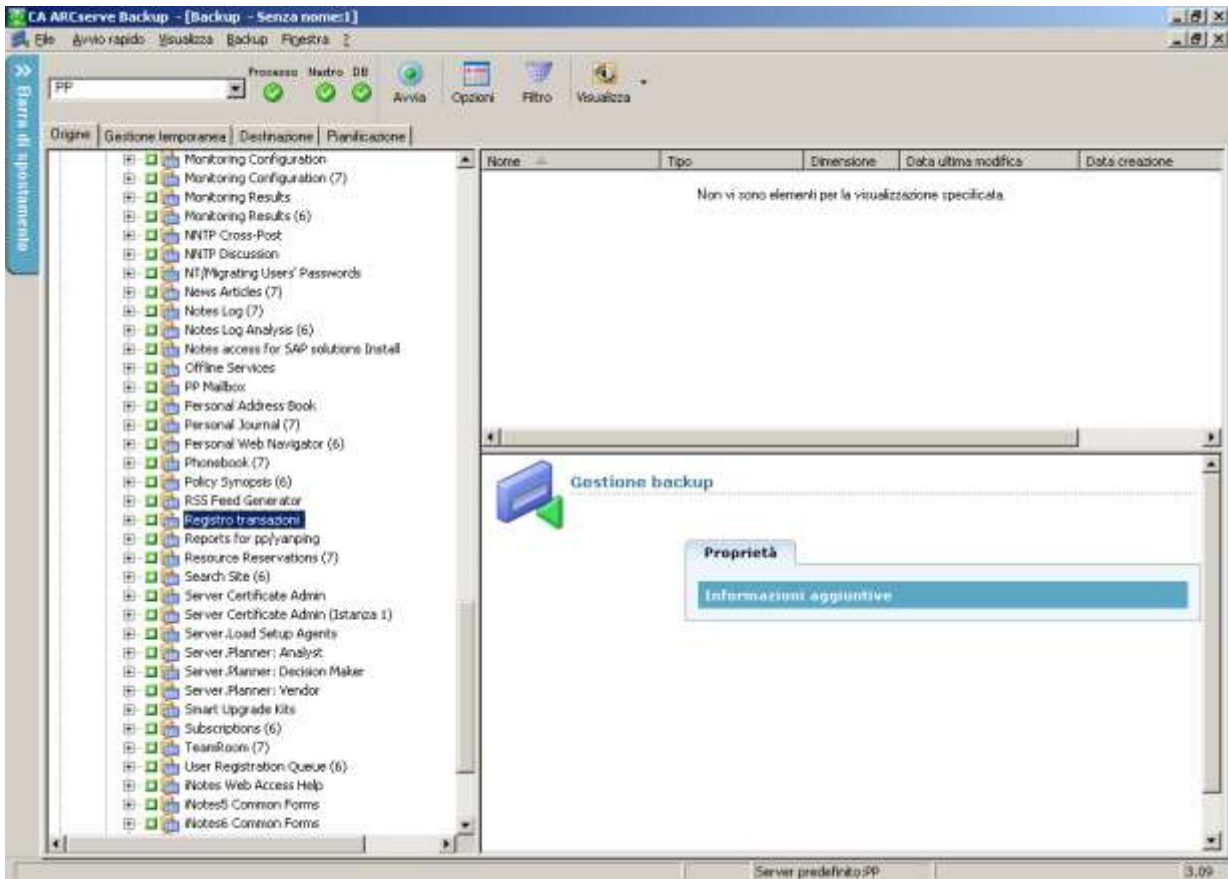 CA ARCserve Backup - [Backup - Senza nome:1]
File Avvio rapido Visualizza Backup Finestra ?
Barra di spostamento
PP
Processo Nastro DB
Avvia Opzioni Filtro Visualizza
Origine Gestione temporanea Destinazione Pianificazione
Monitoring Configuration
Monitoring Configuration (7)
Monitoring Results
Monitoring Results (6)
NNTP Cross-Post
NNTP Discussion
NT/Migrating Users' Passwords
News Articles (7)
Notes Log (7)
Notes Log Analysis (6)
Notes access for SAP solutions Install
Offline Services
PP Mailbox
Personal Address Book
Personal Journal (7)
Personal Web Navigator (6)
Phonebook (7)
Policy Synopsis (6)
RSS Feed Generator
Registro transazioni
Reports for pp/yanping
Resource Reservations (7)
Search Site (6)
Server Certificate Admin
Server Certificate Admin (Istanza 1)
Server.Load Setup Agents
Server.Planner: Analyst
Server.Planner: Decision Maker
Server.Planner: Vendor
Smart Upgrade Kits
Subscriptions (6)
TeamRoom (7)
User Registration Queue (6)
iNotes Web Access Help
iNotes5 Common Forms
iNotes6 Common Forms
Nome Tipo Dimensione Data ultima modifica Data creazione
Non vi sono elementi per la visualizzazione specificata.
Gestione backup
Proprietà
Informazioni aggiuntive
Server predefinito:PP 3.09